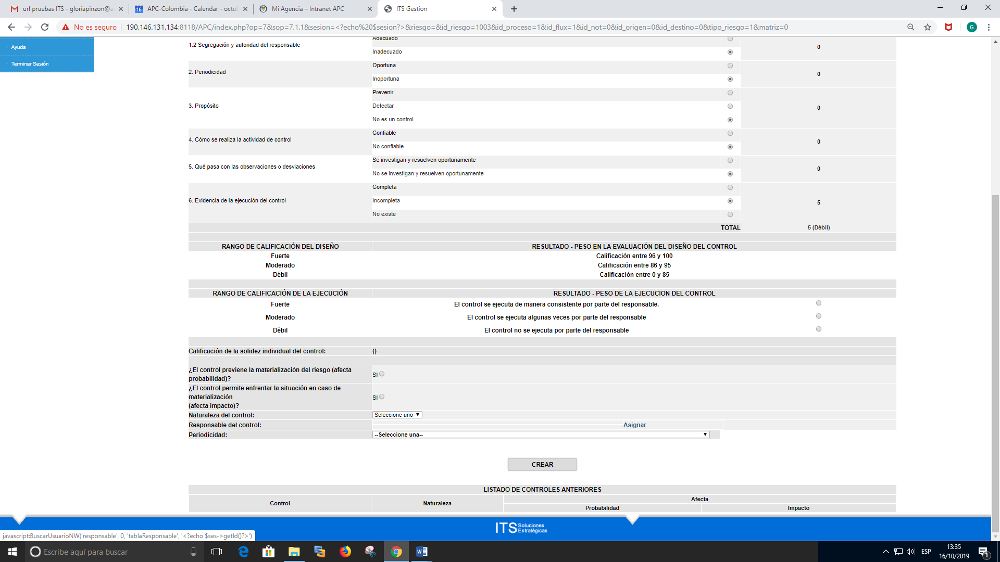 url pruebas ITS - gloriapinzon@a
APC-Colombia - Calendar - octub
Mi Agencia – Intranet APC
ITS Gestion
No es seguro
190.146.131.134:8118/APC/index.php?op=7&sop=7.1.1&sesion=<?echo%20$sesion?>&riesgo=&id_riesgo=1003&id_proceso=1&id_flux=1&id_not=0&id_origen=0&id_destino=0&tipo_riesgo=1&matriz=0
G
Ayuda
Terminar Sesión
1.2 Segregación y autoridad del responsable
Adecuado
Inadecuado
0
2. Periodicidad
Oportuna
Inoportuna
0
3. Propósito
Prevenir
Detectar
No es un control
0
4. Cómo se realiza la actividad de control
Confiable
No confiable
0
5. Qué pasa con las observaciones o desviaciones
Se investigan y resuelven oportunamente
No se investigan y resuelven oportunamente
0
6. Evidencia de la ejecución del control
Completa
Incompleta
No existe
5
TOTAL
5 (Débil)
RANGO DE CALIFICACIÓN DEL DISEÑO
RESULTADO - PESO EN LA EVALUACIÓN DEL DISEÑO DEL CONTROL
Fuerte
Calificación entre 96 y 100
Moderado
Calificación entre 86 y 95
Débil
Calificación entre 0 y 85
RANGO DE CALIFICACIÓN DE LA EJECUCIÓN
RESULTADO - PESO DE LA EJECUCION DEL CONTROL
Fuerte
El control se ejecuta de manera consistente por parte del responsable.
Moderado
El control se ejecuta algunas veces por parte del responsable
Débil
El control no se ejecuta por parte del responsable
Calificación de la solidez individual del control:
()
¿El control previene la materialización del riesgo (afecta
probabilidad)?
SI
¿El control permite enfrentar la situación en caso de
materialización
(afecta impacto)?
SI
Naturaleza del control:
Seleccione uno
Responsable del control:
Asignar
Periodicidad:
--Seleccione una--
CREAR
LISTADO DE CONTROLES ANTERIORES
Control
Naturaleza
Afecta
Probabilidad
Impacto
ITS Soluciones
Estratégicas
javascript:BuscarUsuarioNW('responsable', 0, 'tablaResponsable', '<?echo $ses->getId()?>')
Escribe aquí para buscar
ESP
13:35
16/10/2019
1